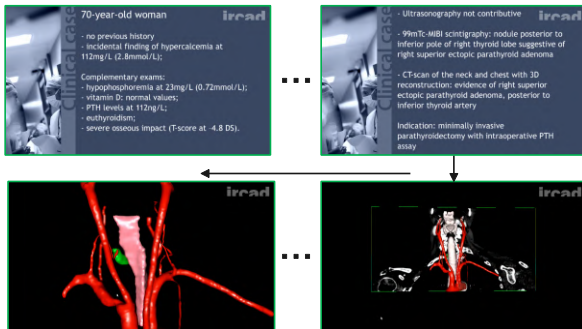 ircad
70-year-old woman
- no previous history
- incidental finding of hypercalcemia at
112mg/L (2.8mmol/L);
Complementary exams:
- hypophosphoremia at 23mg/L (0.72mmol/L);
- vitamin D: normal values;
- PTH levels at 112ng/L;
- euthyroidism;
- severe osseous impact (T-score at -4.8 DS).
Clinical case
...
ircad
- Ultrasonography not contributive
- 99mTc-MIBI scintigraphy: nodule posterior to
inferior pole of right thyroid lobe suggestive of
right superior ectopic parathyroid adenoma
- CT-scan of the neck and chest with 3D
reconstruction: evidence of right superior
ectopic parathyroid adenoma, posterior to
inferior thyroid artery
Indication: minimally invasive
parathyroidectomy with intraoperative PTH
assay
Clinical case
ircad
...
ircad